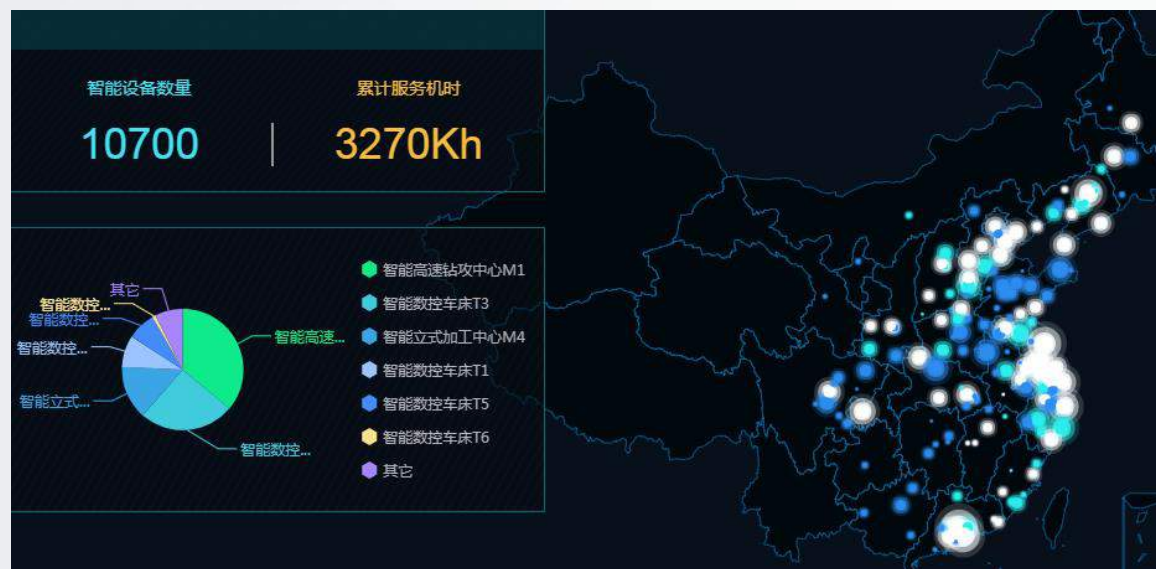 智能设备数量
累计服务机时
10700
3270Kh
其它
智能数控...
智能数控...
智能数控...
智能立式...
智能高速...
智能数控...
智能高速钻攻中心M1
智能数控车床T3
智能立式加工中心M4
智能数控车床T1
智能数控车床T5
智能数控车床T6
其它